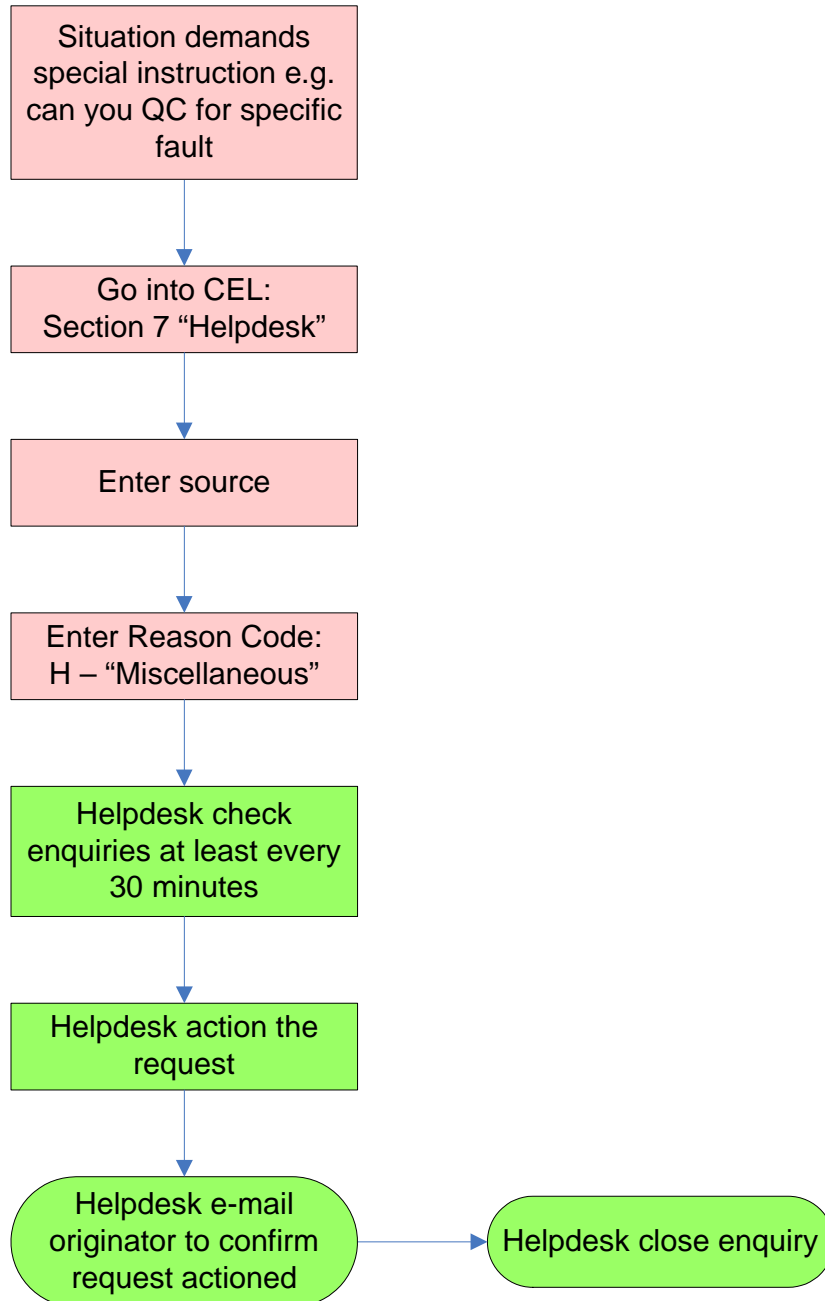 Situation demands
special instruction e.g.
can you QC for specific
fault
Go into CEL:
Section 7 “Helpdesk”
Enter source
Enter Reason Code:
H – “Miscellaneous”
Helpdesk check
enquiries at least every
30 minutes
Helpdesk action the
request
Helpdesk e-mail
originator to confirm
request actioned
Helpdesk close enquiry